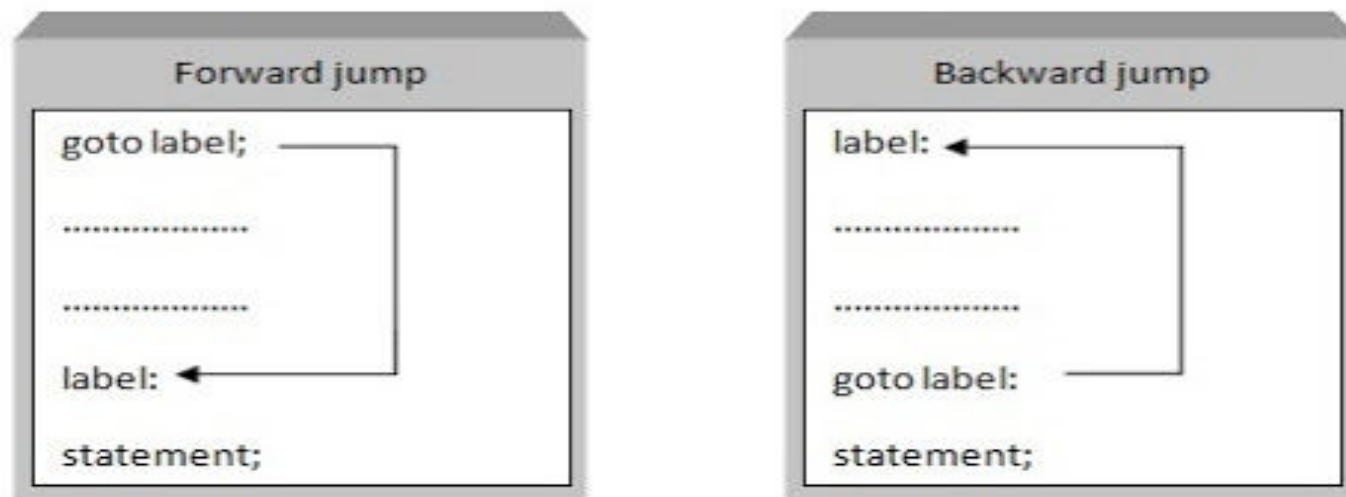 Forward jump
goto label;
...................
...................
label:
statement;
Backward jump
label:
...................
...................
goto label:
statement;